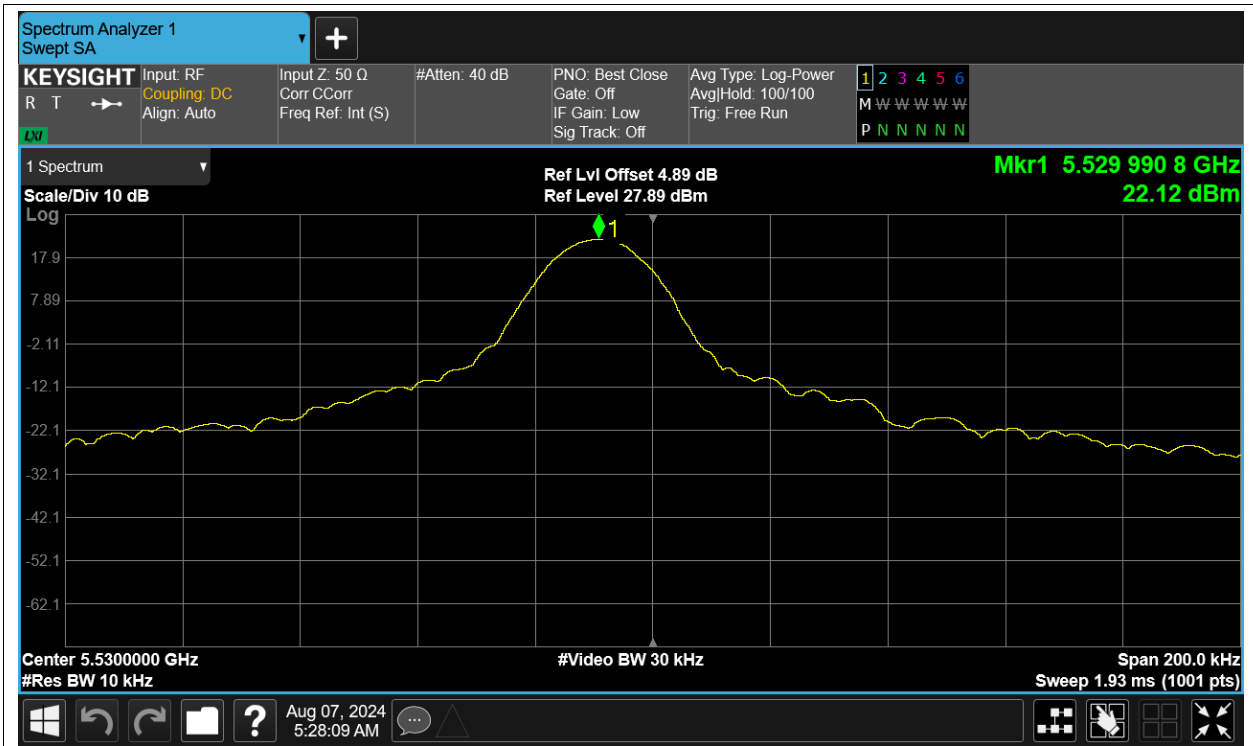 Spectrum Analyzer 1
Swept SA
KEYSIGHT
R T
LXI
Input: RF
Coupling: DC
Align: Auto
Input Z: 50 Ω
Corr CCorr
Freq Ref: Int (S)
#Atten: 40 dB
PNO: Best Close
Gate: Off
IF Gain: Low
Sig Track: Off
Avg Type: Log-Power
Avg|Hold: 100/100
Trig: Free Run
1 2 3 4 5 6
M W W W W W
P N N N N N
1 Spectrum
Scale/Div 10 dB
Log
Ref Lvl Offset 4.89 dB
Ref Level 27.89 dBm
Mkr1 5.529 990 8 GHz
22.12 dBm
1
17.9
7.89
-2.11
-12.1
-22.1
-32.1
-42.1
-52.1
-62.1
Center 5.5300000 GHz
#Res BW 10 kHz
#Video BW 30 kHz
Span 200.0 kHz
Sweep 1.93 ms (1001 pts)
?
Aug 07, 2024
5:28:09 AM